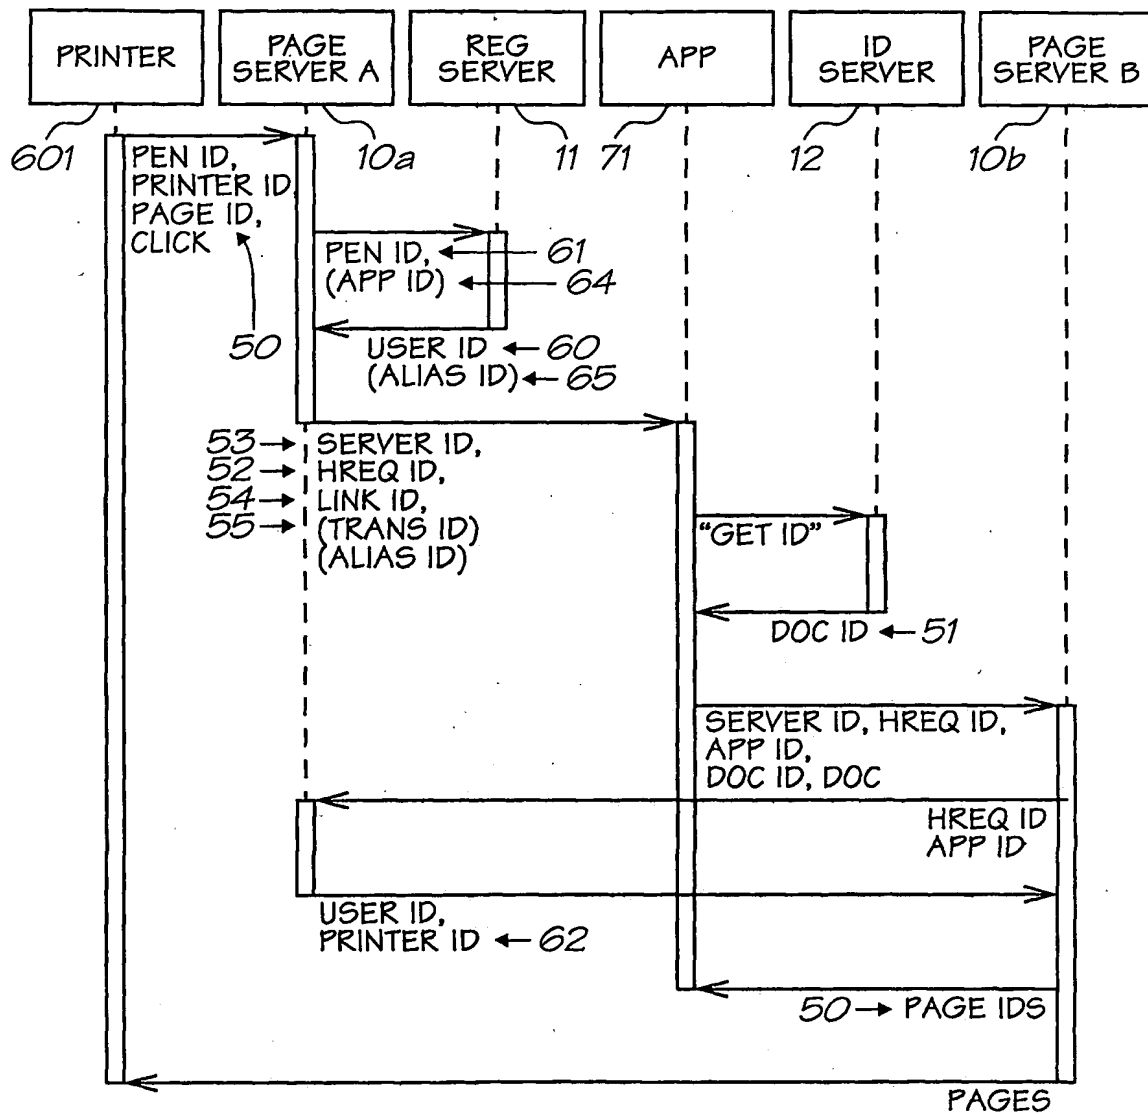 PRINTER
PAGE
SERVER A
REG
SERVER
APP
ID
SERVER
PAGE
SERVER B
601
10a
11
71
12
10b
PEN ID,
PRINTER ID
PAGE ID,
CLICK
50
PEN ID,
61
(APP ID)
64
USER ID
60
(ALIAS ID)
65
53 SERVER ID,
52 HREQ ID,
54 LINK ID,
55 (TRANS ID)
(ALIAS ID)
"GET ID"
DOC ID
51
SERVER ID, HREQ ID,
APP ID,
DOC ID, DOC
HREQ ID
APP ID
USER ID,
PRINTER ID
62
50 PAGE IDS
PAGES